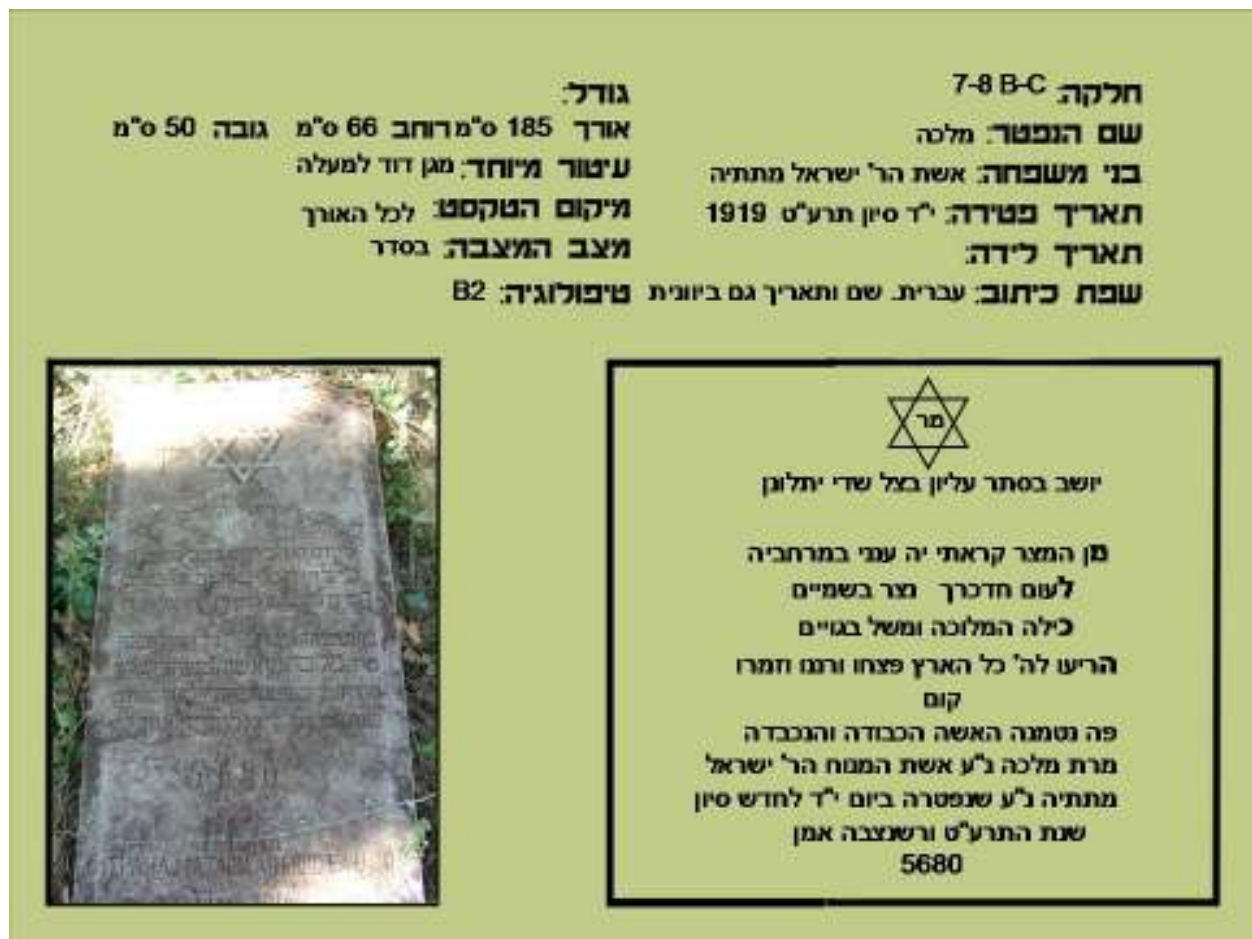 חלקה: 7-8 B-C
שם הנפטר: מלכה
בני משפחה: אשת הר' ישראל מתתיה
תאריך פטירה: י"ד סיון תרע"ט 1919
תאריך לידה:
שפת כיתוב: עברית. שם ותאריך גם ביוונית
גודל:
אורך 185 ס"מ רוחב 66 ס"מ גובה 50 ס"מ
עיטור מיוחד: מגן דוד למעלה
מיקום הטקסט: לכל האורך
מצב המצבה: בסדר
טיפולוגיה: B2
מר
יושב בסתר עליון בצל שדי יתלונן
מן המצר קראתי יה ענני במרחביה
לעום חדכרך נצר בשמיים
כילה המלוכה ומשל בגויים
הריעו לה' כל הארץ פצחו ורננו וזמרו
קום
פה נטמנה האשה הכבודה והנכבדה
מרת מלכה נ"ע אשת המנוח הר' ישראל
מתתיה נ"ע שנפטרה ביום י"ד לחדש סיון
שנת התרע"ט ורשנצבה אמן
5680